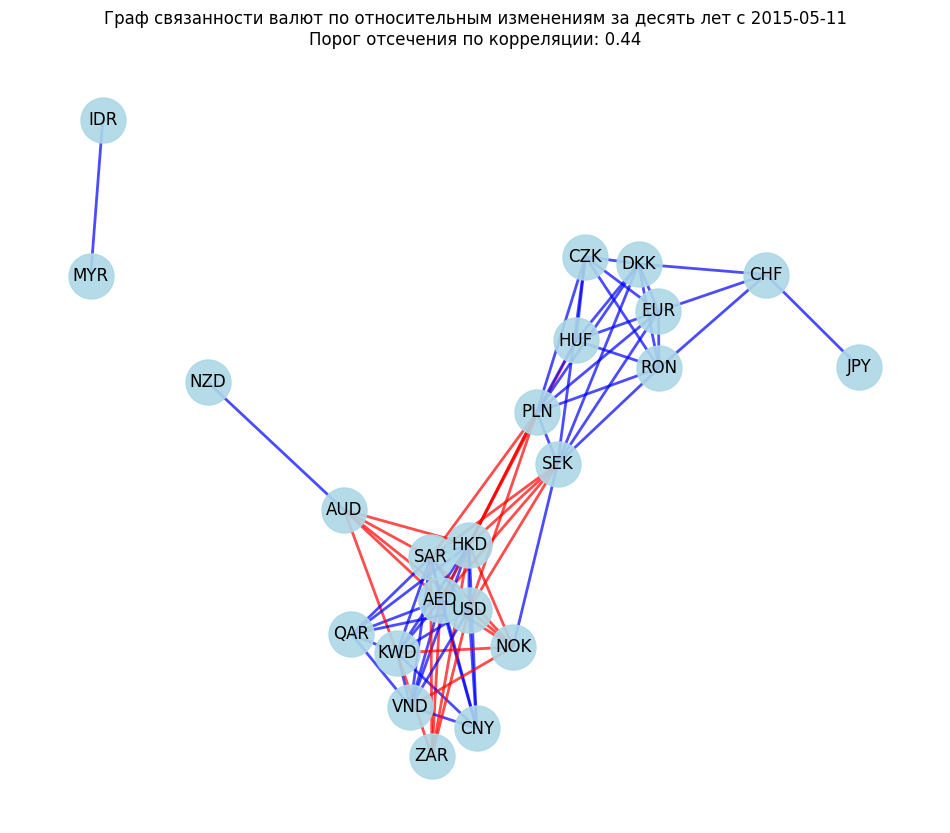 Граф связанности валют по относительным изменениям за десять лет с 2015-05-11
Порог отсечения по корреляции: 0.44
IDR
MYR
CZK
DKK
CHF
EUR
HUF
RON
JPY
NZD
PLN
SEK
AUD
HKD
SAR
AED
USD
QAR
NOK
KWD
VND
CNY
ZAR